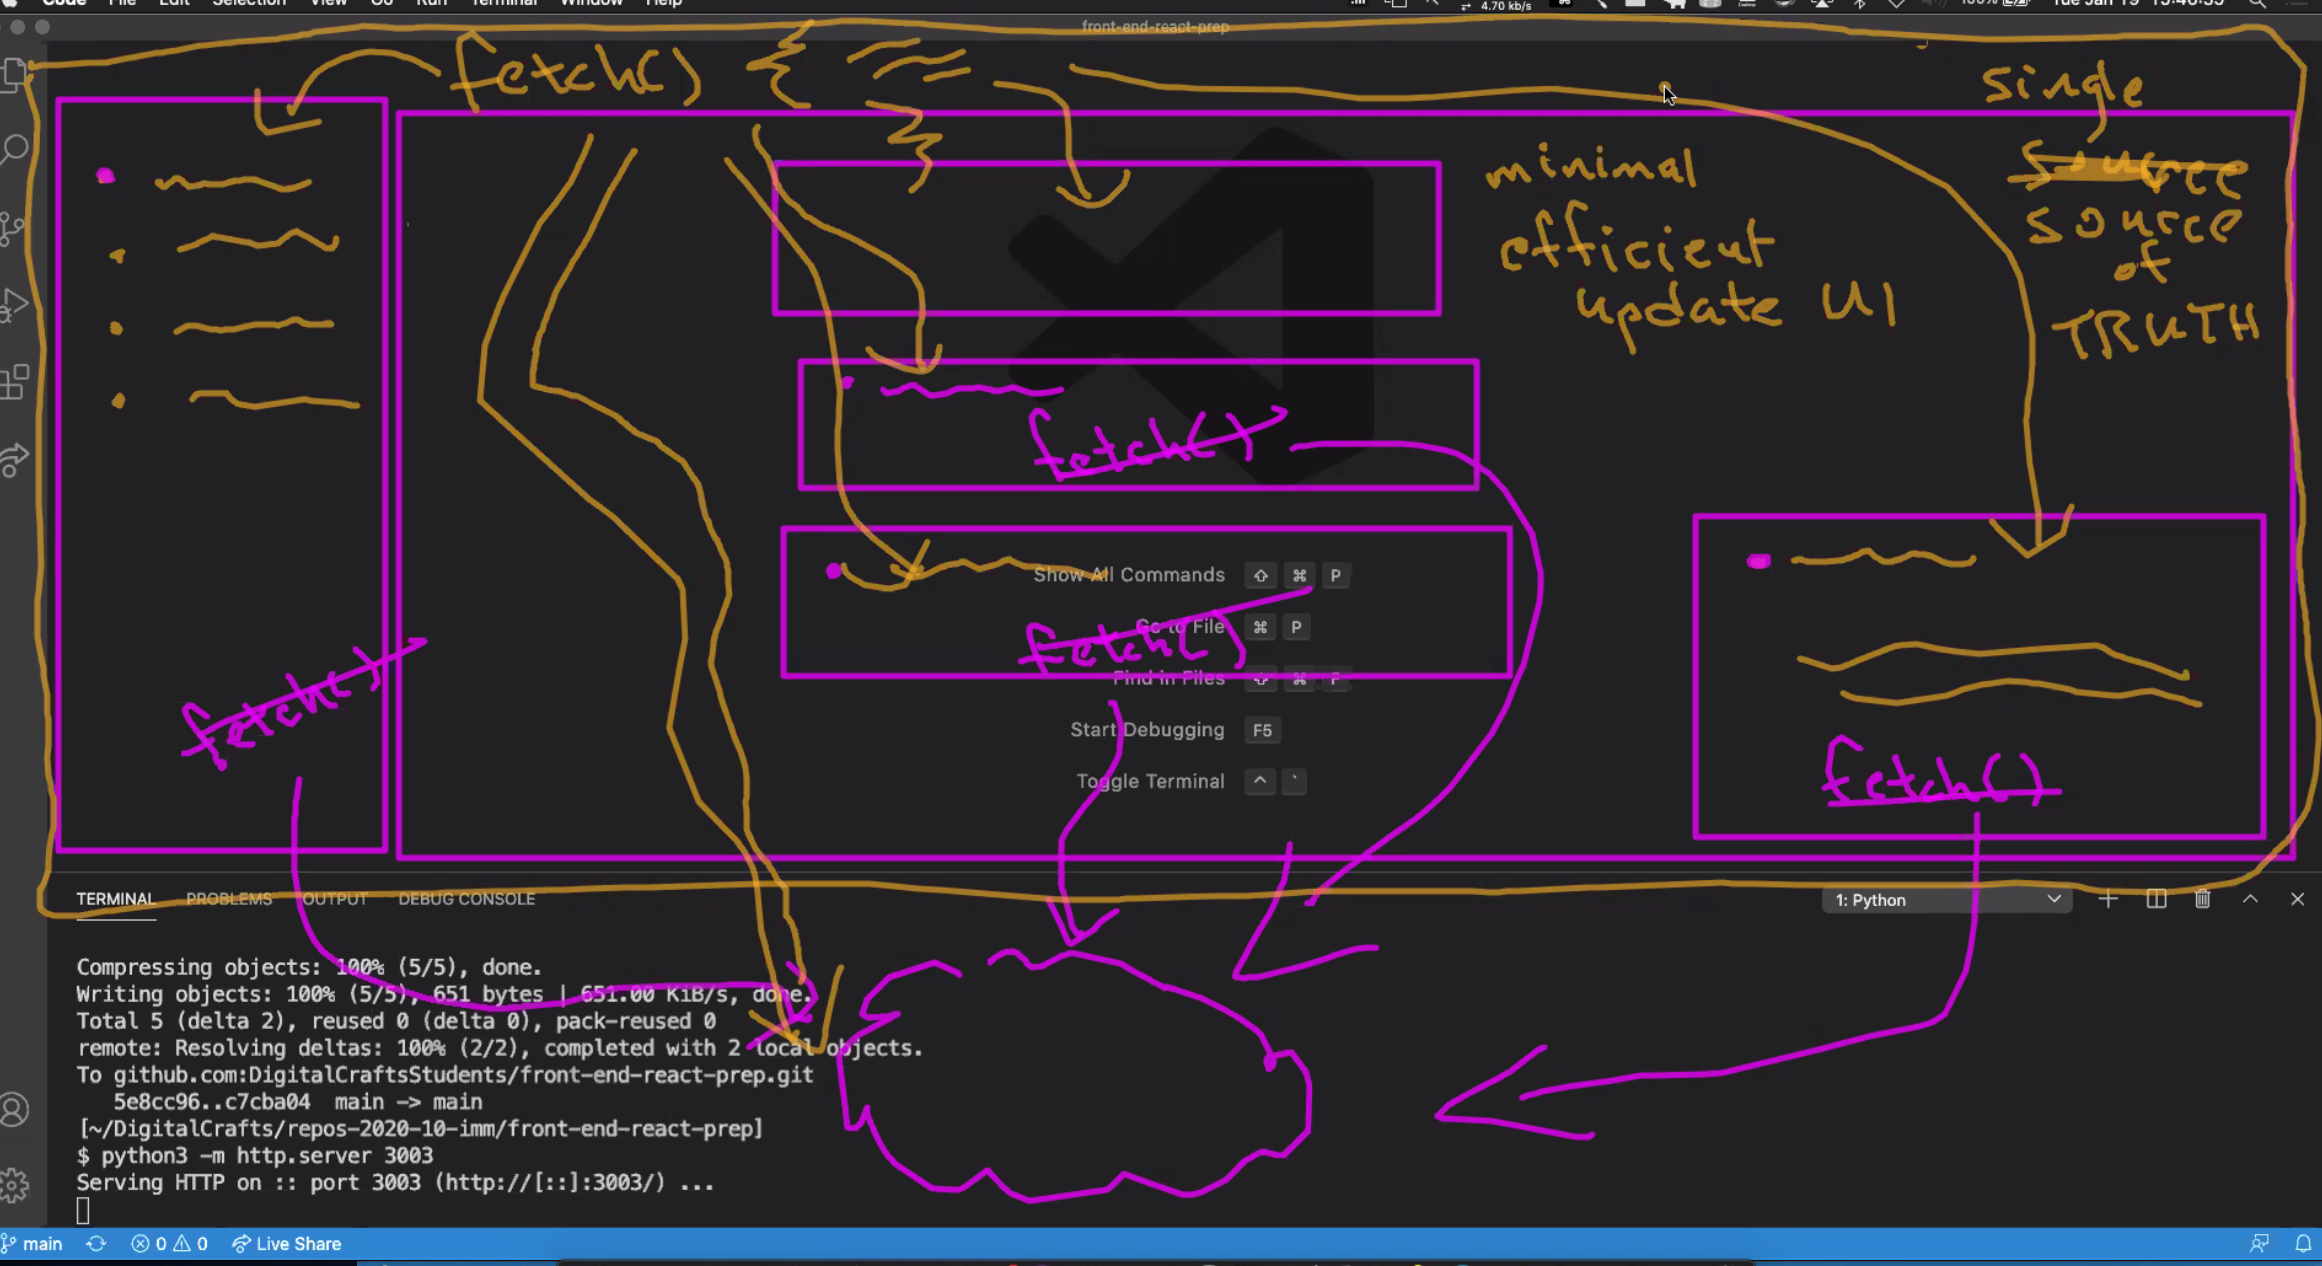 Code File Edit Selection View Go Run Terminal Window Help 4.70 kb/s 100% Tue Jan 19
front-end-react-prep
fetch() {
}
single
source
source
of
TRUTH
minimal
efficient
update UI
fetch()
Show All Commands ⇧ ⌘ P
Go to File ⌘ P
fetch()
Find in Files ⇧ ⌘ F
fetch()
Start Debugging F5
Toggle Terminal ^ `
fetch()
TERMINAL PROBLEMS OUTPUT DEBUG CONSOLE 1: Python
Compressing objects: 100% (5/5), done.
Writing objects: 100% (5/5), 651 bytes | 651.00 KiB/s, done.
Total 5 (delta 2), reused 0 (delta 0), pack-reused 0
remote: Resolving deltas: 100% (2/2), completed with 2 local objects.
To github.com:DigitalCraftsStudents/front-end-react-prep.git
5e8cc96..c7cba04 main -> main
[~/DigitalCrafts/repos-2020-10-imm/front-end-react-prep]
$ python3 -m http.server 3003
Serving HTTP on :: port 3003 (http://[::]:3003/) ...
main 0 0 Live Share